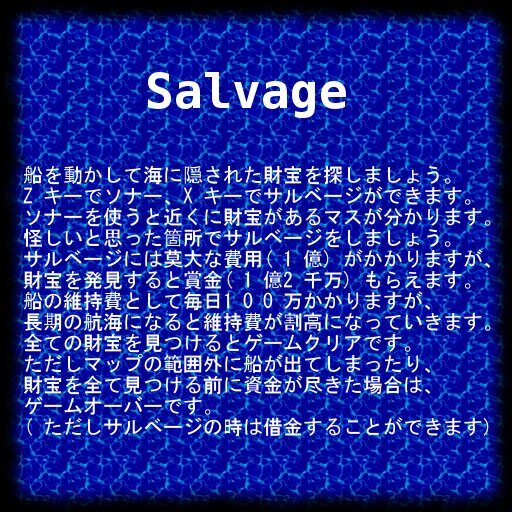 Salvage
船を動かして海に隠された財宝を探しましょう。
Z キーでソナー、X キーでサルベージができます。
ソナーを使うと近くに財宝があるマスが分かります。
怪しいと思った箇所でサルベージをしましょう。
サルベージには莫大な費用(1 億) がかかりますが、
財宝を発見すると賞金(1 億2 千万) もらえます。
船の維持費として毎日1 0 0 万かかりますが、
長期の航海になると維持費が割高になっていきます。
全ての財宝を見つけるとゲームクリアです。
ただしマップの範囲外に船が出てしまったり、
財宝を全て見つける前に資金が尽きた場合は、
ゲームオーバーです。
( ただしサルベージの時は借金することができます)